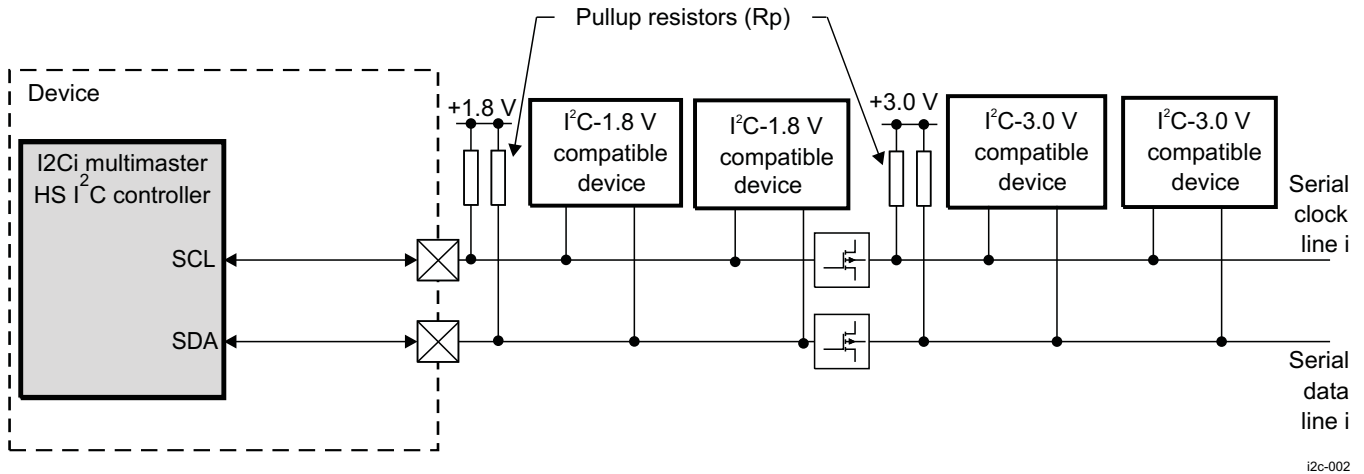 Pullup resistors (Rp)
Device
+1.8 V
I²C-1.8 V
compatible
device
I²C-1.8 V
compatible
device
+3.0 V
I²C-3.0 V
compatible
device
I²C-3.0 V
compatible
device
I2Ci multimaster
HS I²C controller
SCL
SDA
Serial
clock
line i
Serial
data
line i
i2c-002